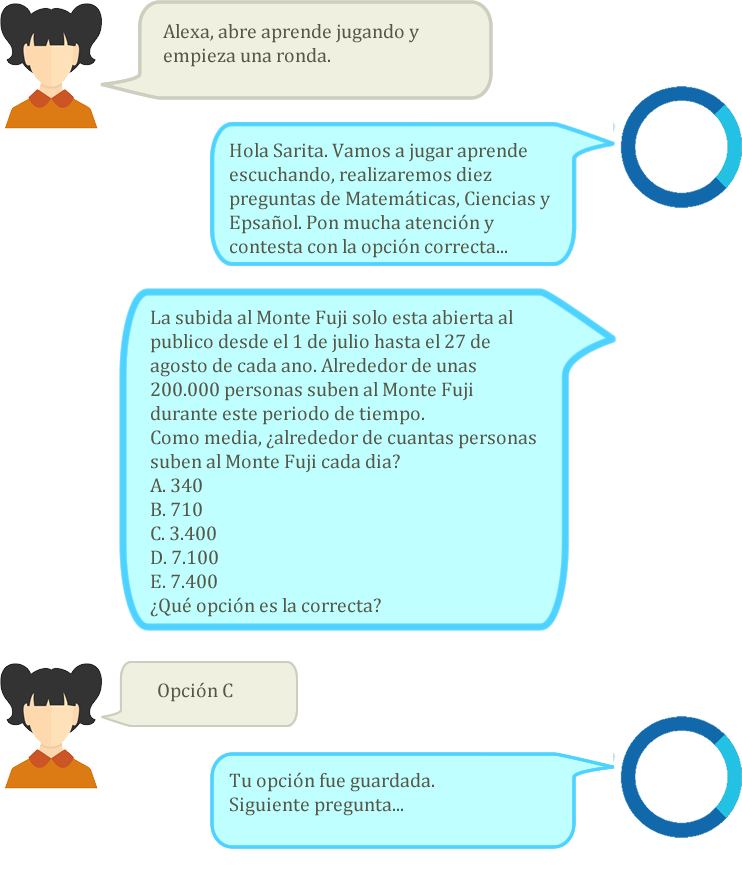 Alexa, abre aprende jugando y
empieza una ronda.
Hola Sarita. Vamos a jugar aprende
escuchando, realizaremos diez
preguntas de Matemáticas, Ciencias y
Epsañol. Pon mucha atención y
contesta con la opción correcta...
La subida al Monte Fuji solo esta abierta al
publico desde el 1 de julio hasta el 27 de
agosto de cada ano. Alrededor de unas
200.000 personas suben al Monte Fuji
durante este periodo de tiempo.
Como media, ¿alrededor de cuantas personas
suben al Monte Fuji cada dia?
A. 340
B. 710
C. 3.400
D. 7.100
E. 7.400
¿Qué opción es la correcta?
Opción C
Tu opción fue guardada.
Siguiente pregunta...